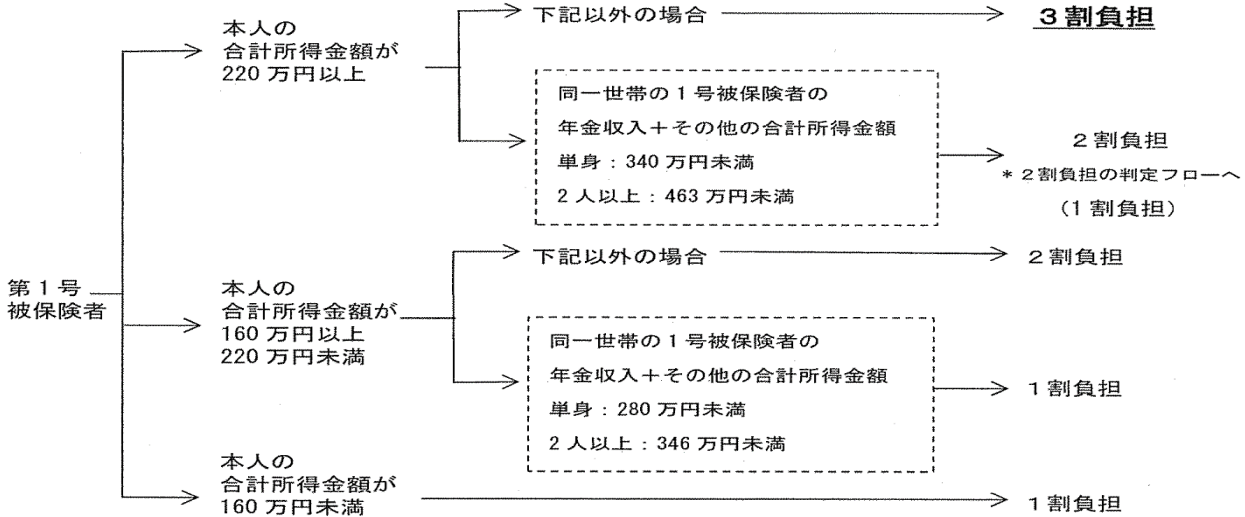 本人の
合計所得金額が
220万円以上
下記以外の場合
3割負担
同一世帯の1号被保険者の
年金収入+その他の合計所得金額
単身：340万円未満
2人以上：463万円未満
2割負担
*2割負担の判定フローへ
(1割負担)
第1号
被保険者
本人の
合計所得金額が
160万円以上
220万円未満
下記以外の場合
2割負担
同一世帯の1号被保険者の
年金収入+その他の合計所得金額
単身：280万円未満
2人以上：346万円未満
1割負担
本人の
合計所得金額が
160万円未満
1割負担